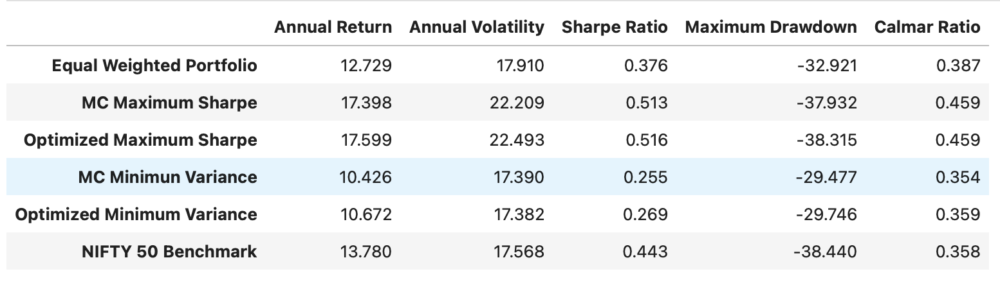 Annual Return Annual Volatility Sharpe Ratio Maximum Drawdown Calmar Ratio
Equal Weighted Portfolio 12.729 17.910 0.376 -32.921 0.387
MC Maximum Sharpe 17.398 22.209 0.513 -37.932 0.459
Optimized Maximum Sharpe 17.599 22.493 0.516 -38.315 0.459
MC Minimun Variance 10.426 17.390 0.255 -29.477 0.354
Optimized Minimum Variance 10.672 17.382 0.269 -29.746 0.359
NIFTY 50 Benchmark 13.780 17.568 0.443 -38.440 0.358